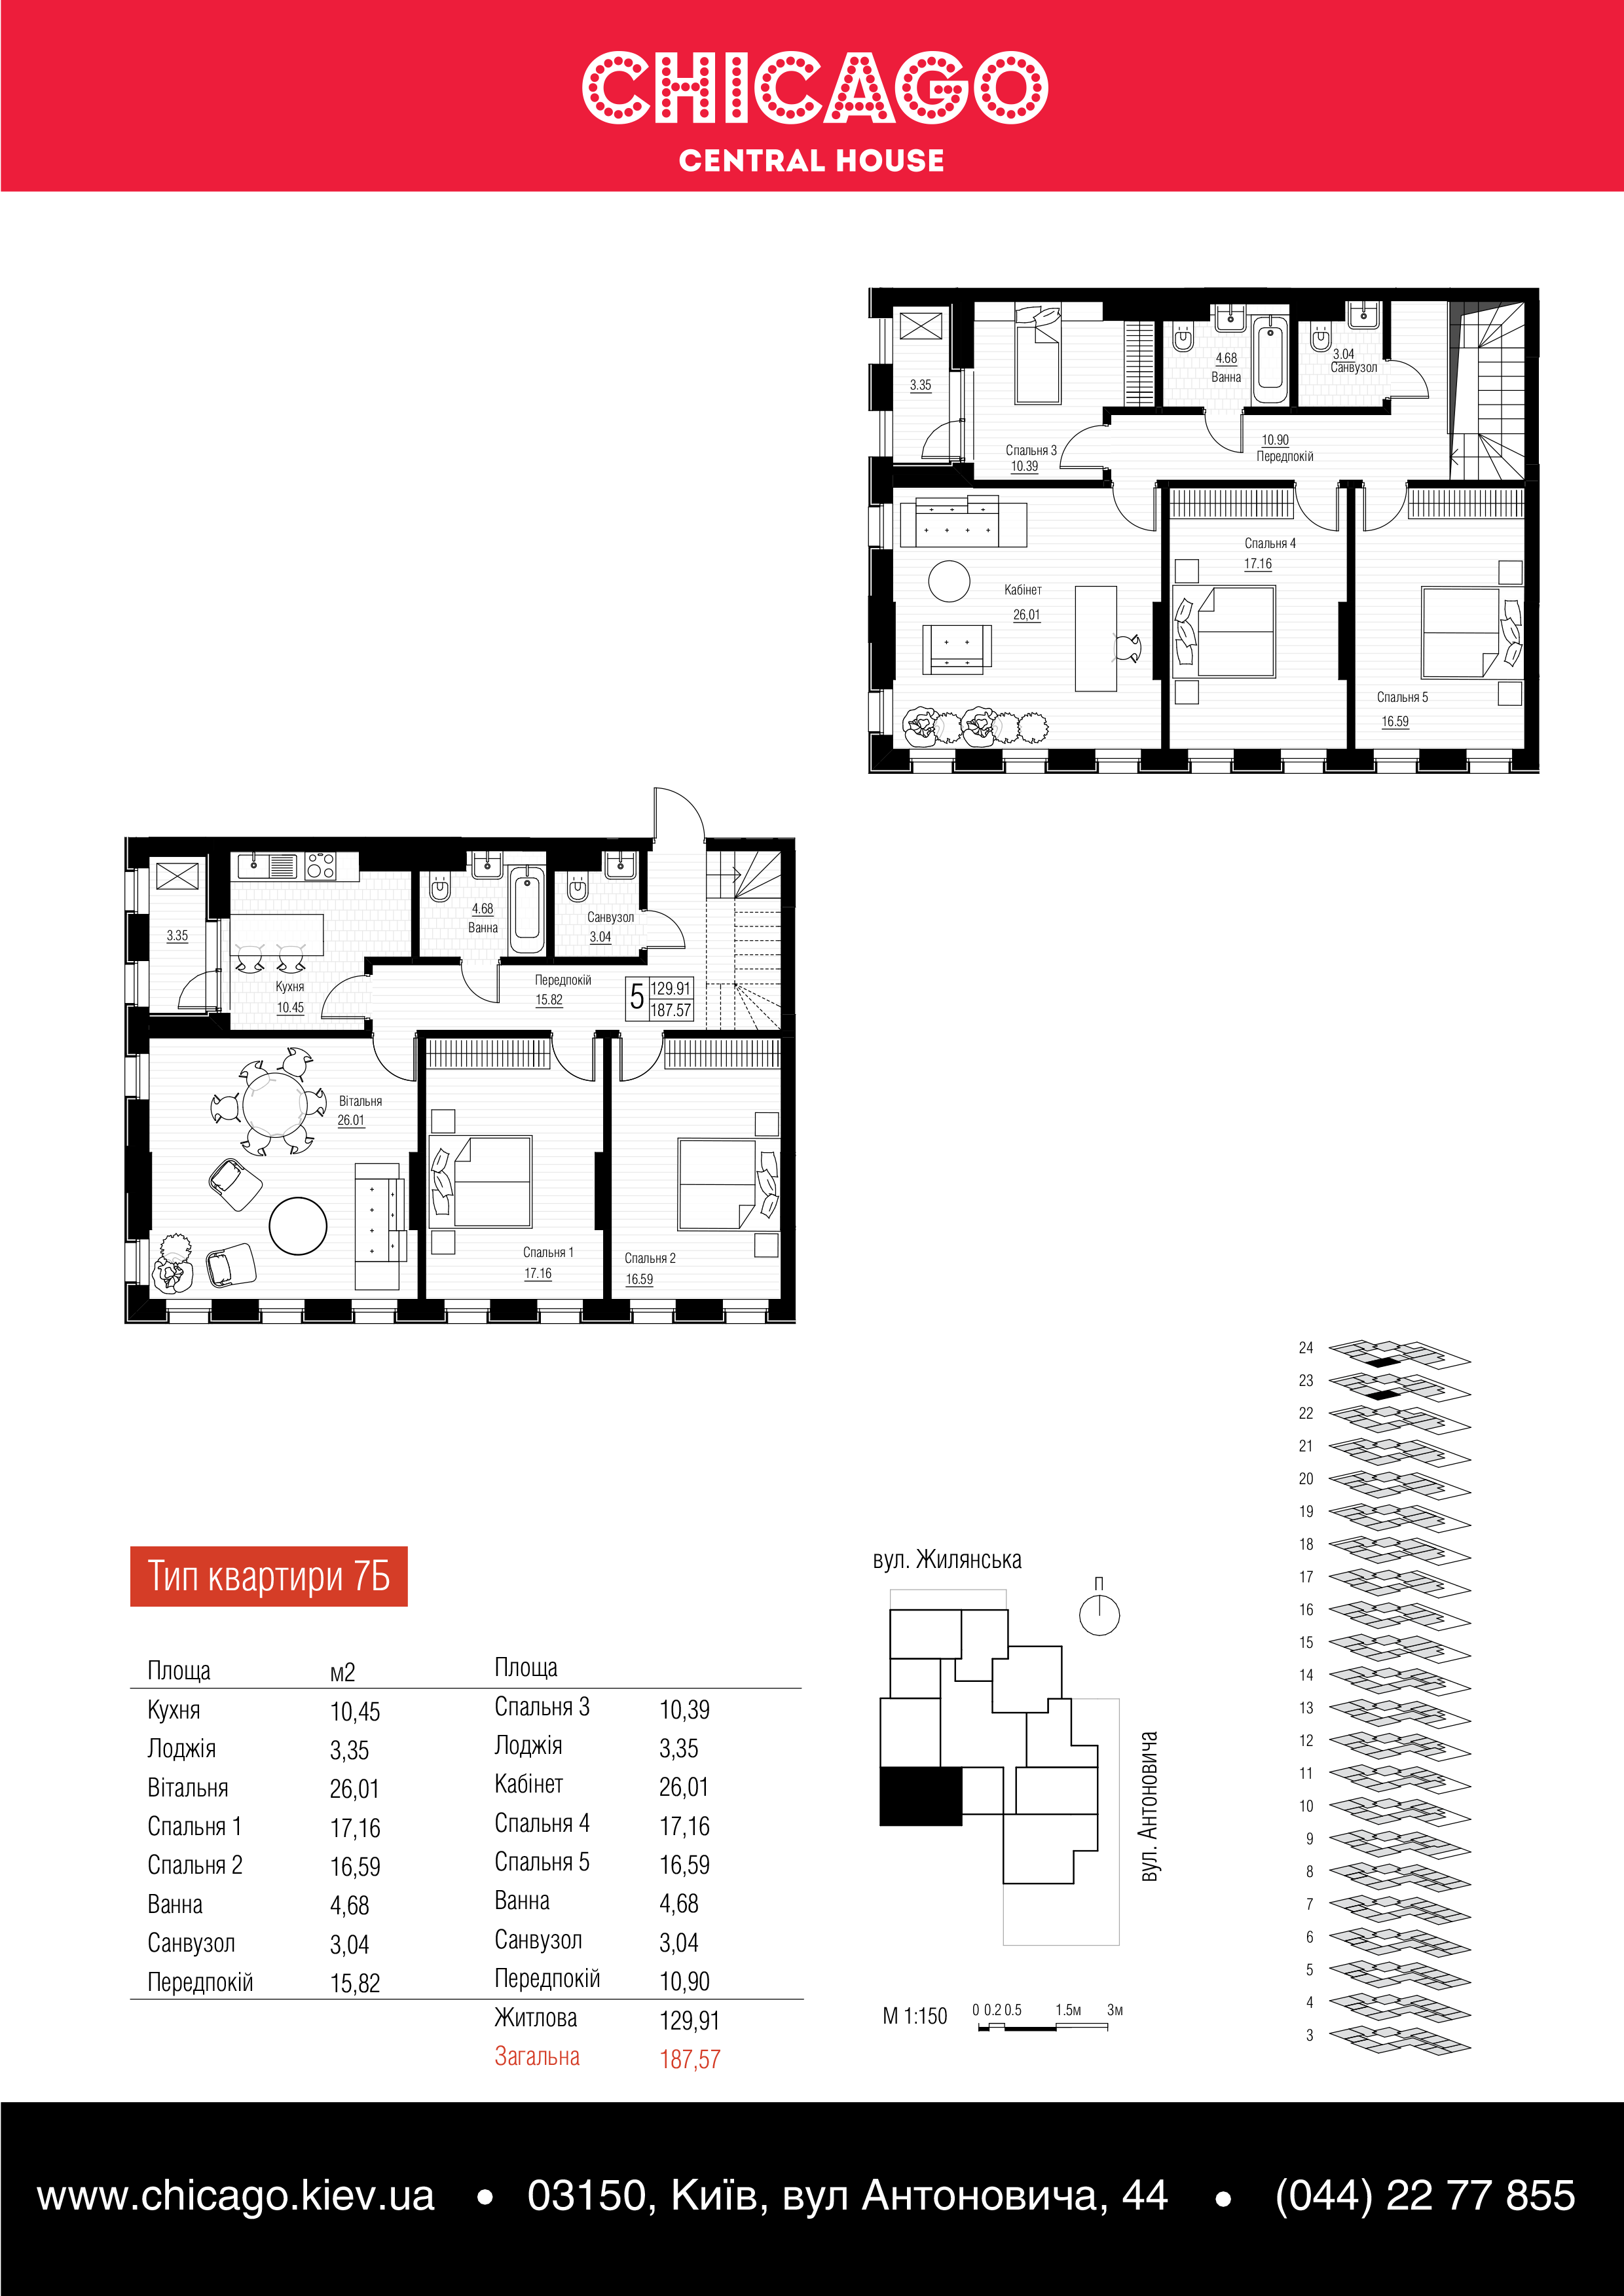 CHICAGO
CENTRAL HOUSE
3.35
Спальня 3
10.39
4.68
Ванна
3.04
Санвузол
10.90
Передпокій
Кабінет
26,01
Спальня 4
17.16
Спальня 5
16.59
3.35
Кухня
10.45
4.68
Ванна
Санвузол
3.04
Передпокій
15.82
5 129.91
187.57
Вітальня
26.01
Спальня 1
17.16
Спальня 2
16.59
24
23
22
21
20
19
18
17
16
15
14
13
12
11
10
9
8
7
6
5
4
3
Тип квартири 7Б
Площа м2
Кухня 10,45
Лоджія 3,35
Вітальня 26,01
Спальня 1 17,16
Спальня 2 16,59
Ванна 4,68
Санвузол 3,04
Передпокій 15,82
Площа
Спальня 3 10,39
Лоджія 3,35
Кабінет 26,01
Спальня 4 17,16
Спальня 5 16,59
Ванна 4,68
Санвузол 3,04
Передпокій 10,90
Житлова 129,91
Загальна 187,57
вул. Жилянська
П
вул. Антоновича
М 1:150
0 0.2 0.5 1.5м 3м
www.chicago.kiev.ua • 03150, Київ, вул Антоновича, 44 • (044) 22 77 855